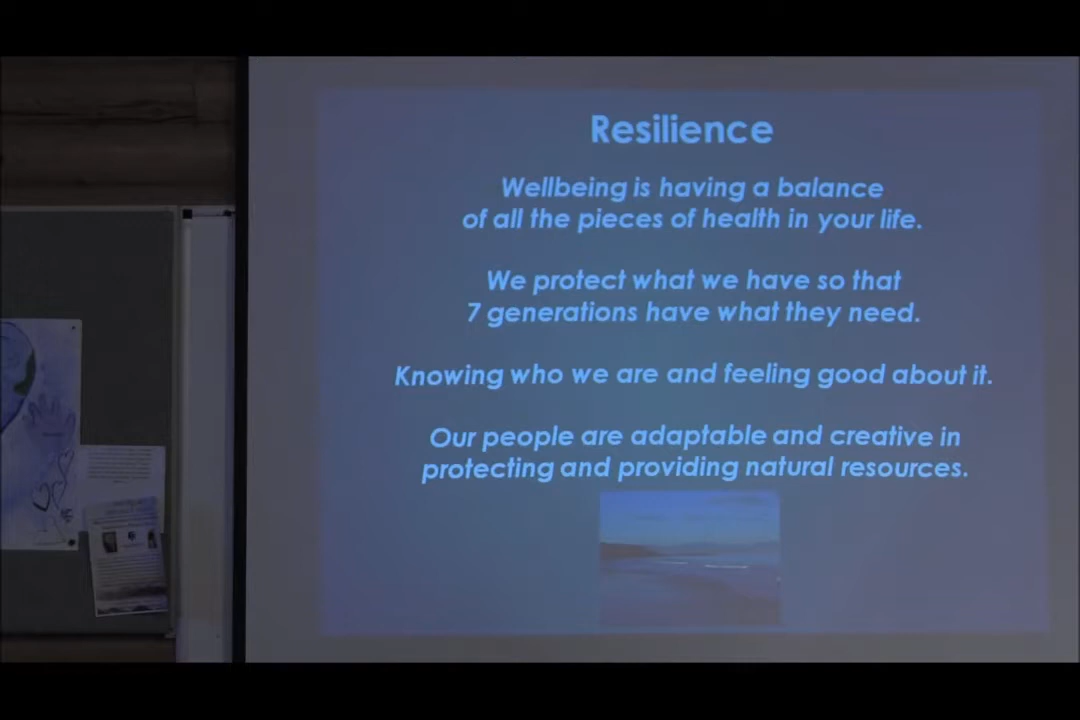 Resilience
Wellbeing is having a balance
of all the pieces of health in your life.
We protect what we have so that
7 generations have what they need.
Knowing who we are and feeling good about it.
Our people are adaptable and creative in
protecting and providing natural resources.